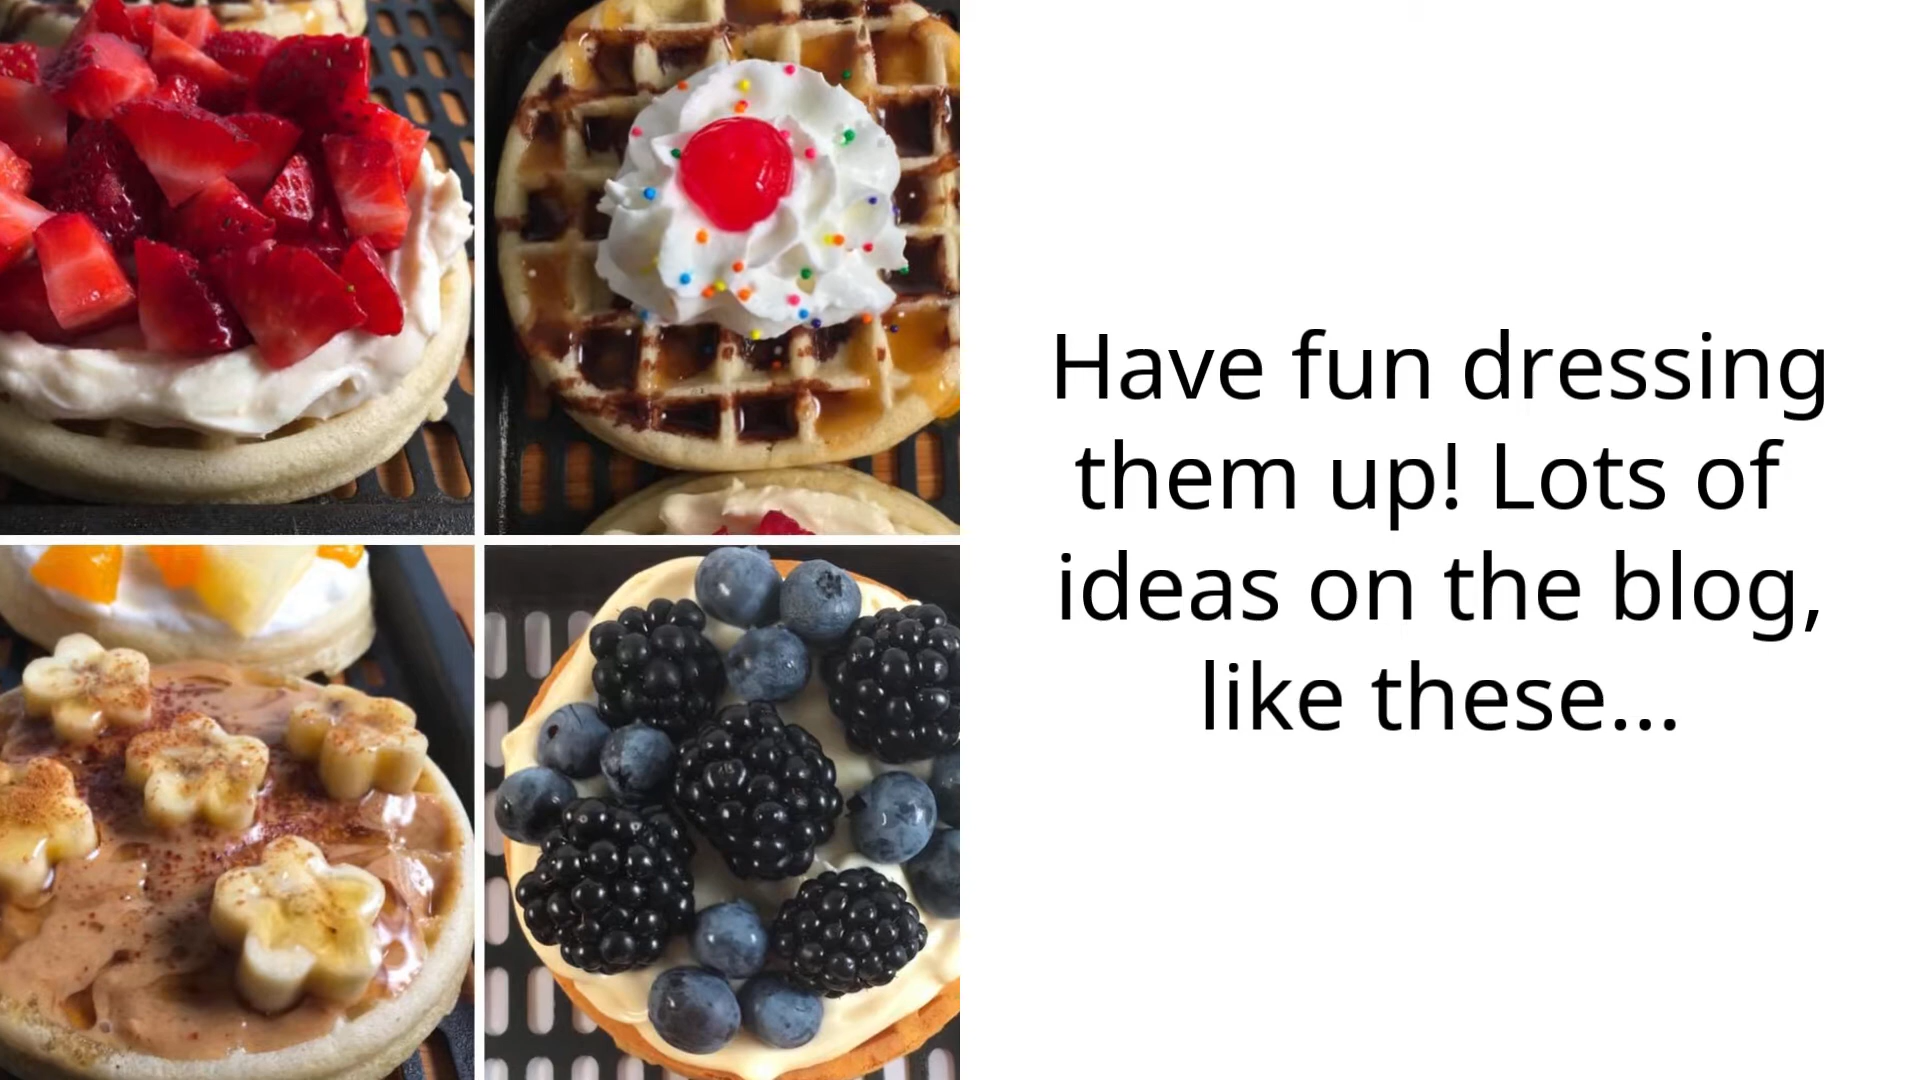 Have fun dressing
them up! Lots of
ideas on the blog,
like these...